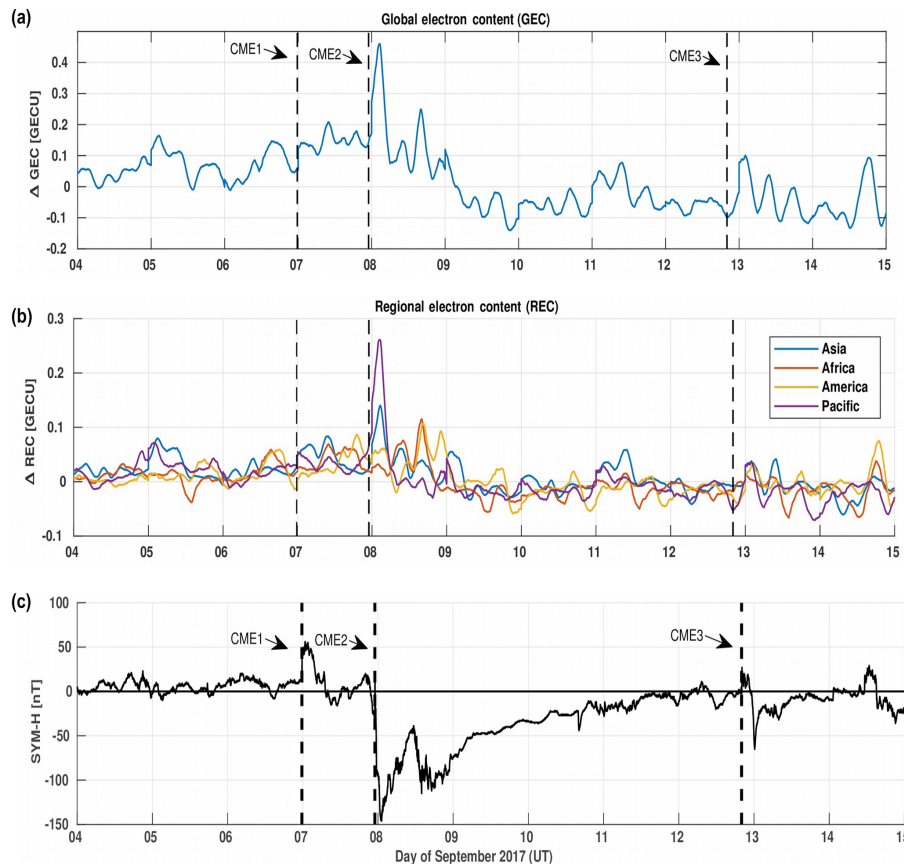 (a)
Global electron content (GEC)
CME1
CME2
CME3
Δ GEC [GECU]
0.4
0.3
0.2
0.1
0
-0.1
-0.2
04 05 06 07 08 09 10 11 12 13 14 15
(b)
Regional electron content (REC)
Δ REC [GECU]
0.3
0.2
0.1
0
-0.1
Asia
Africa
America
Pacific
04 05 06 07 08 09 10 11 12 13 14 15
(c)
SYM-H [nT]
100
50
0
-50
-100
-150
CME1
CME2
CME3
04 05 06 07 08 09 10 11 12 13 14 15
Day of September 2017 (UT)